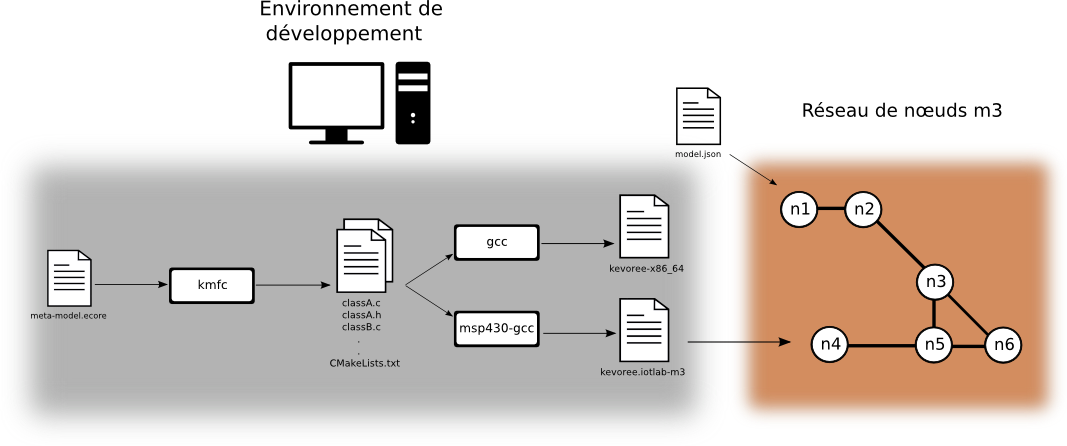 Environnement de
développement
model.json
Réseau de nœuds m3
meta-model.ecore
kmfc
classA.c
classA.h
classB.c
.
.
CMakeLists.txt
gcc
msp430-gcc
kevoree-x86_64
kevoree.iotlab-m3
n1
n2
n3
n4
n5
n6